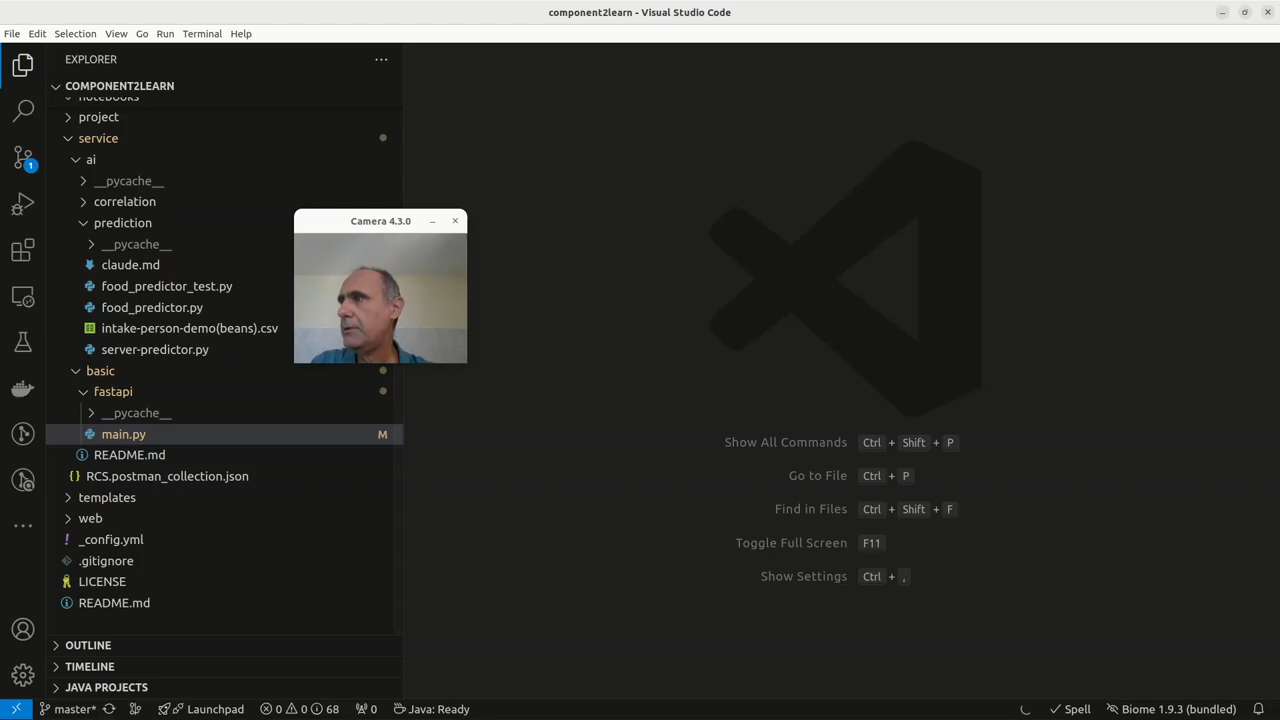 component2learn - Visual Studio Code
File Edit Selection View Go Run Terminal Help
EXPLORER
COMPONENT2LEARN
notebooks
project
service
ai
__pycache__
correlation
prediction
__pycache__
claude.md
food_predictor_test.py
food_predictor.py
intake-person-demo(beans).csv
server-predictor.py
basic
fastapi
__pycache__
main.py M
README.md
RCS.postman_collection.json
templates
web
_config.yml
.gitignore
LICENSE
README.md
OUTLINE
TIMELINE
JAVA PROJECTS
1
Camera 4.3.0
Show All Commands Ctrl + Shift + P
Go to File Ctrl + P
Find in Files Ctrl + Shift + F
Toggle Full Screen F11
Show Settings Ctrl + ,
master* Launchpad 0 0 68 0 Java: Ready Spell Biome 1.9.3 (bundled)